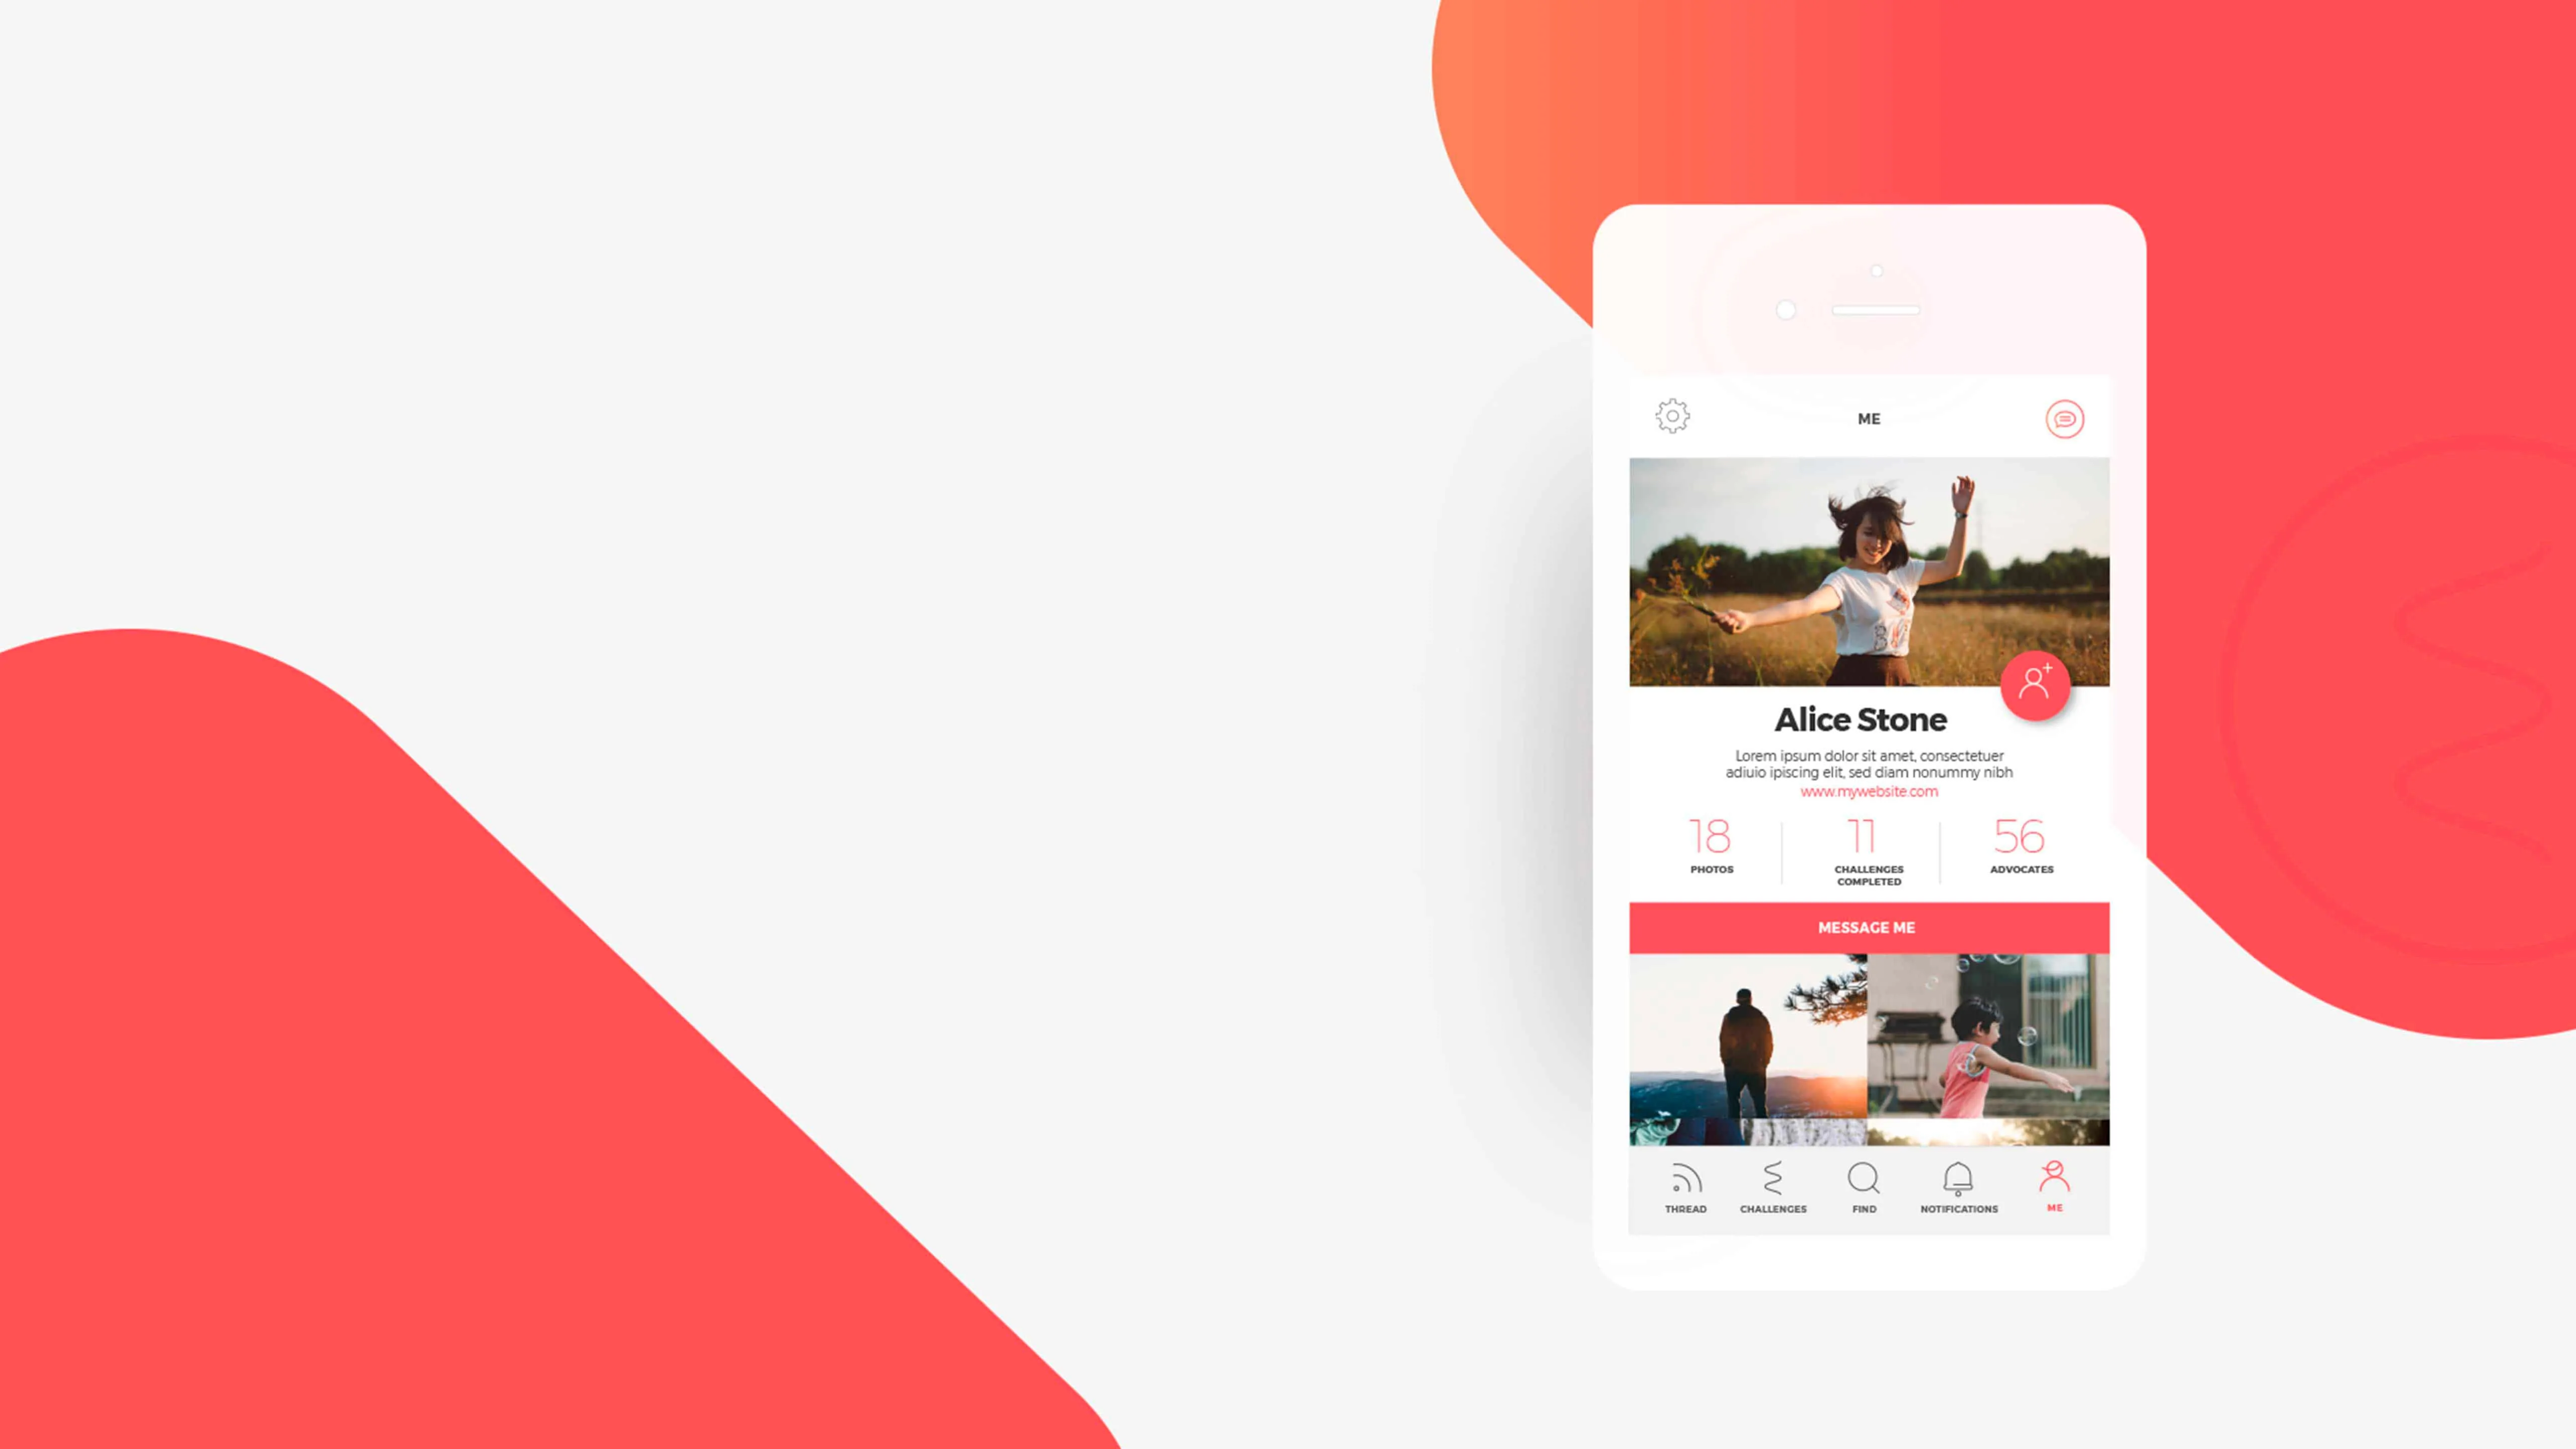 ME
Alice Stone
Lorem ipsum dolor sit amet, consectetuer
adiuio ipiscing elit, sed diam nonummy nibh
www.mywebsite.com
18
PHOTOS
11
CHALLENGES
COMPLETED
56
ADVOCATES
MESSAGE ME
THREAD
CHALLENGES
FIND
NOTIFICATIONS
ME